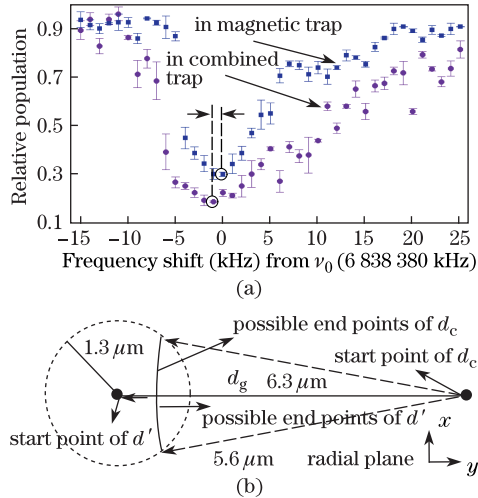 (a)
Relative population
0.9
0.7
0.5
0.3
0.1
in magnetic trap
in combined
trap
−15 −10 −5 0 5 10 15 20 25
Frequency shift (kHz) from ν₀ (6 838 380 kHz)
(a)
possible end points of d_c
1.3 μm
start point of d_c
d_g 6.3 μm
possible end points of d′
start point of d′
5.6 μm
radial plane
x
y
(b)